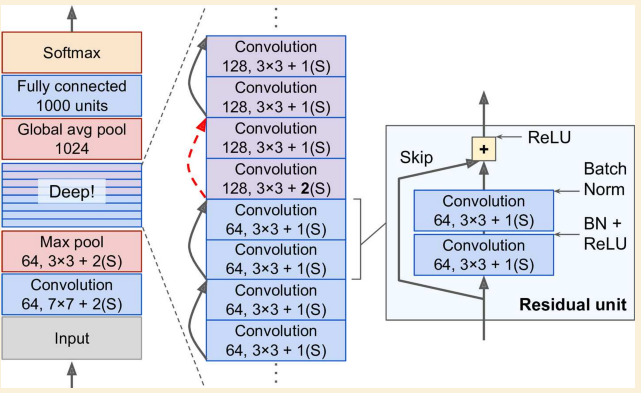 Softmax
Fully connected
1000 units
Global avg pool
1024
Deep!
Max pool
64, 3×3 + 2(S)
Convolution
64, 7×7 + 2(S)
Input
Convolution
128, 3×3 + 1(S)
Convolution
128, 3×3 + 1(S)
Convolution
128, 3×3 + 1(S)
Convolution
128, 3×3 + 2(S)
Convolution
64, 3×3 + 1(S)
Convolution
64, 3×3 + 1(S)
Convolution
64, 3×3 + 1(S)
Convolution
64, 3×3 + 1(S)
ReLU
+
Skip
Batch
Norm
Convolution
64, 3×3 + 1(S)
BN +
ReLU
Convolution
64, 3×3 + 1(S)
Residual unit